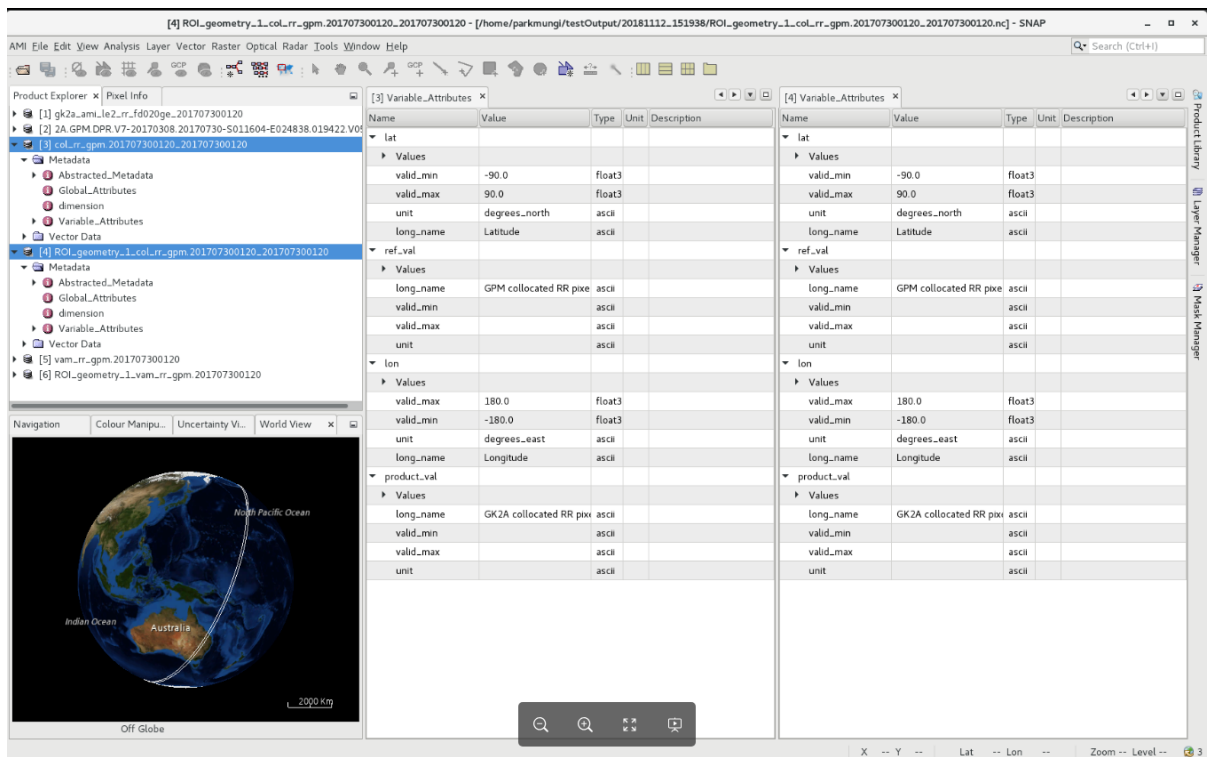 [4] ROI_geometry_1_col_rr_gpm.201707300120_201707300120 - [/home/parkmungi/testOutput/20181112_151938/ROI_geometry_1_col_rr_gpm.201707300120_201707300120.nc] - SNAP
AMI File Edit View Analysis Layer Vector Raster Optical Radar Tools Window Help
Search (Ctrl+I)
GCP GCP
Product Explorer Pixel Info
[1] gk2a_ami_le2_rr_fd020ge_201707300120
[2] 2A.GPM.DPR.V7-20170308.20170730-S011604-E024838.019422.V05
[3] col_rr_gpm.201707300120_201707300120
Metadata
Abstracted_Metadata
Global_Attributes
dimension
Variable_Attributes
Vector Data
[4] ROI_geometry_1_col_rr_gpm.201707300120_201707300120
Metadata
Abstracted_Metadata
Global_Attributes
dimension
Variable_Attributes
Vector Data
[5] vam_rr_gpm.201707300120
[6] ROI_geometry_1_vam_rr_gpm.201707300120
Navigation Colour Manipu... Uncertainty Vi... World View
North Pacific Ocean
Indian Ocean
Australia
2000 Km
Off Globe
[3] Variable_Attributes
Name Value Type Unit Description
lat
Values
valid_min -90.0 float3
valid_max 90.0 float3
unit degrees_north ascii
long_name Latitude ascii
ref_val
Values
long_name GPM collocated RR pixe ascii
valid_min ascii
valid_max ascii
unit ascii
lon
Values
valid_max 180.0 float3
valid_min -180.0 float3
unit degrees_east ascii
long_name Longitude ascii
product_val
Values
long_name GK2A collocated RR pix ascii
valid_min ascii
valid_max ascii
unit ascii
[4] Variable_Attributes
Name Value Type Unit Description
lat
Values
valid_min -90.0 float3
valid_max 90.0 float3
unit degrees_north ascii
long_name Latitude ascii
ref_val
Values
long_name GPM collocated RR pixe ascii
valid_min ascii
valid_max ascii
unit ascii
lon
Values
valid_max 180.0 float3
valid_min -180.0 float3
unit degrees_east ascii
long_name Longitude ascii
product_val
Values
long_name GK2A collocated RR pix ascii
valid_min ascii
valid_max ascii
unit ascii
Product Library
Layer Manager
Mask Manager
X -- Y -- Lat -- Lon -- Zoom -- Level -- 3